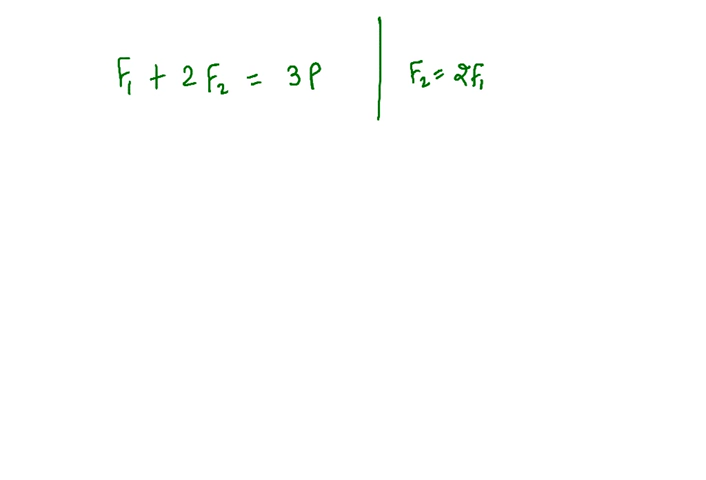 F₁ + 2F₂ = 3P | F₂ = 2F₁